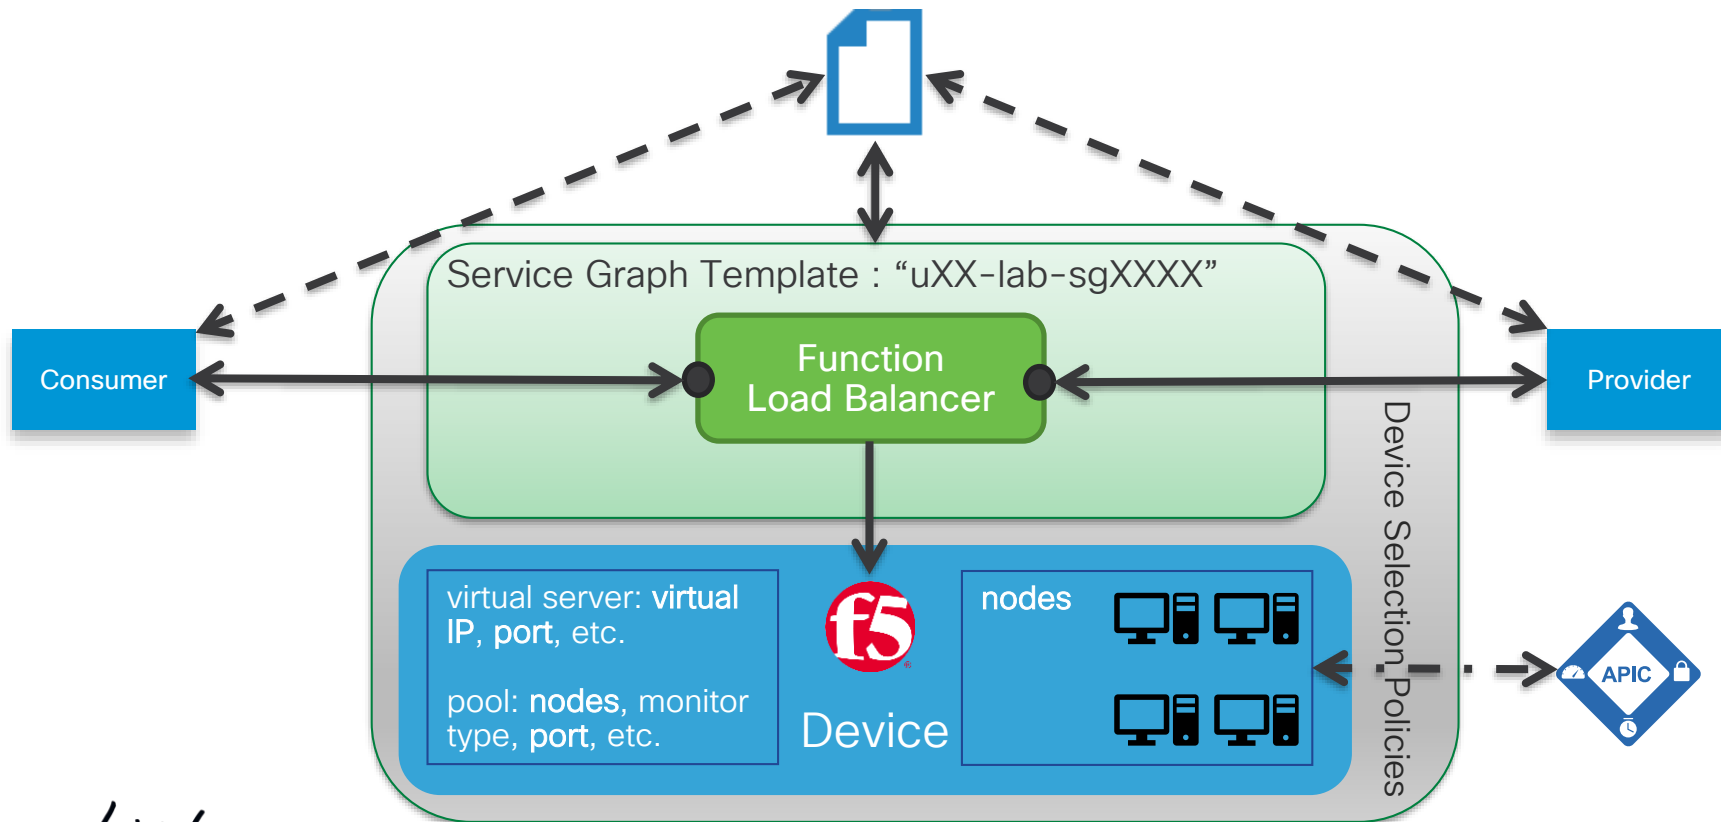 Service Graph Template : “uXX-lab-sgXXXX”
Consumer
Function
Load Balancer
Provider
Device Selection Policies
virtual server: virtual
IP, port, etc.
pool: nodes, monitor
type, port, etc.
f5
Device
nodes
APIC